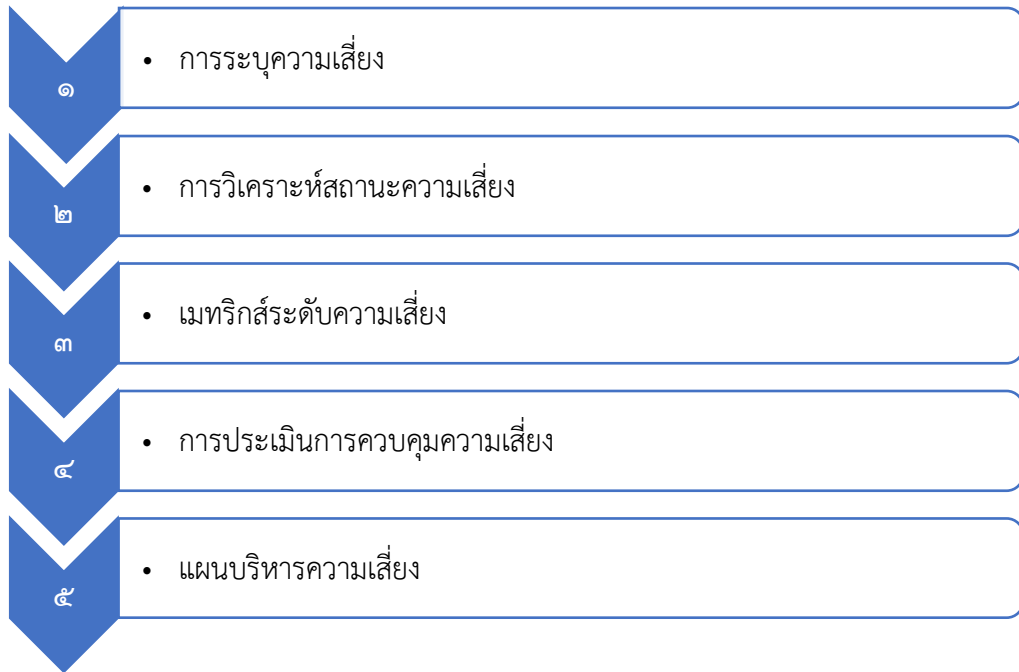 ๑
• การระบุความเสี่ยง
๒
• การวิเคราะห์สถานะความเสี่ยง
๓
• เมทริกส์ระดับความเสี่ยง
๔
• การประเมินการควบคุมความเสี่ยง
๕
• แผนบริหารความเสี่ยง